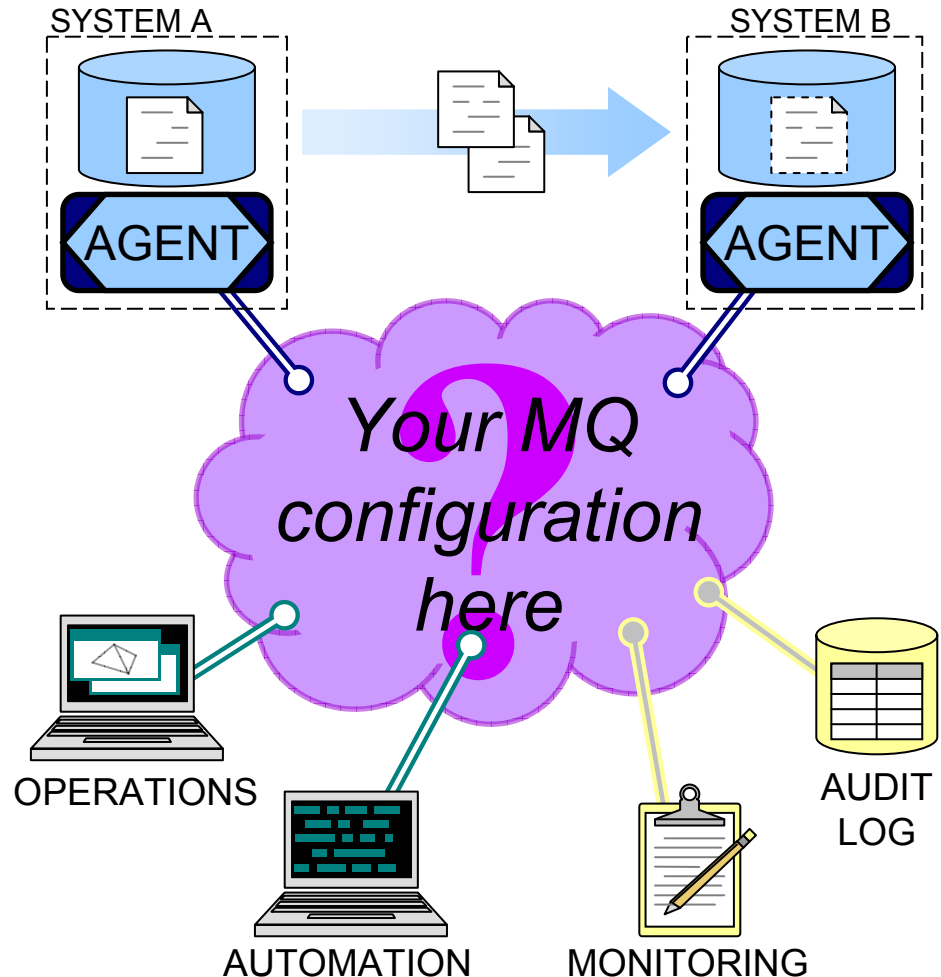 SYSTEM A
SYSTEM B
AGENT
AGENT
?
Your MQ
configuration
here
OPERATIONS
AUDIT
LOG
AUTOMATION
MONITORING